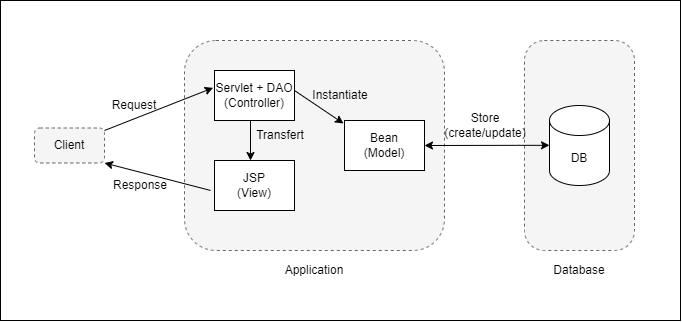 Servlet + DAO
(Controller)
Instantiate
Request
Transfert
Client
Bean
(Model)
Store
(create/update)
DB
JSP
(View)
Response
Application
Database